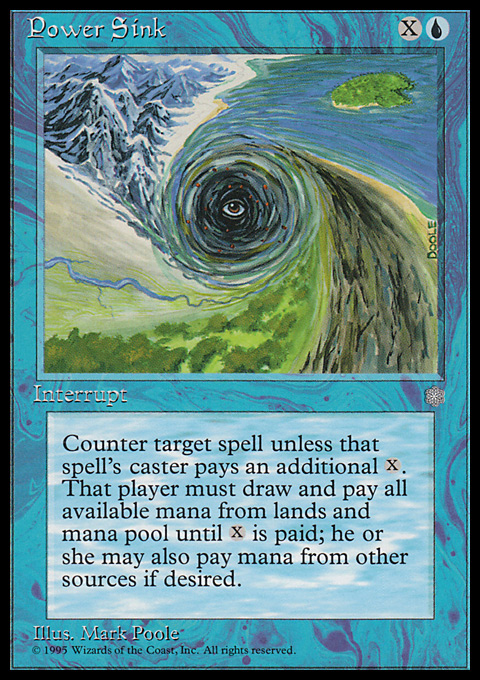 Power Sink
X
Interrupt
Counter target spell unless that
spell's caster pays an additional X.
That player must draw and pay all
available mana from lands and
mana pool until X is paid; he or
she may also pay mana from other
sources if desired.
Illus. Mark Poole
© 1995 Wizards of the Coast, Inc. All rights reserved.